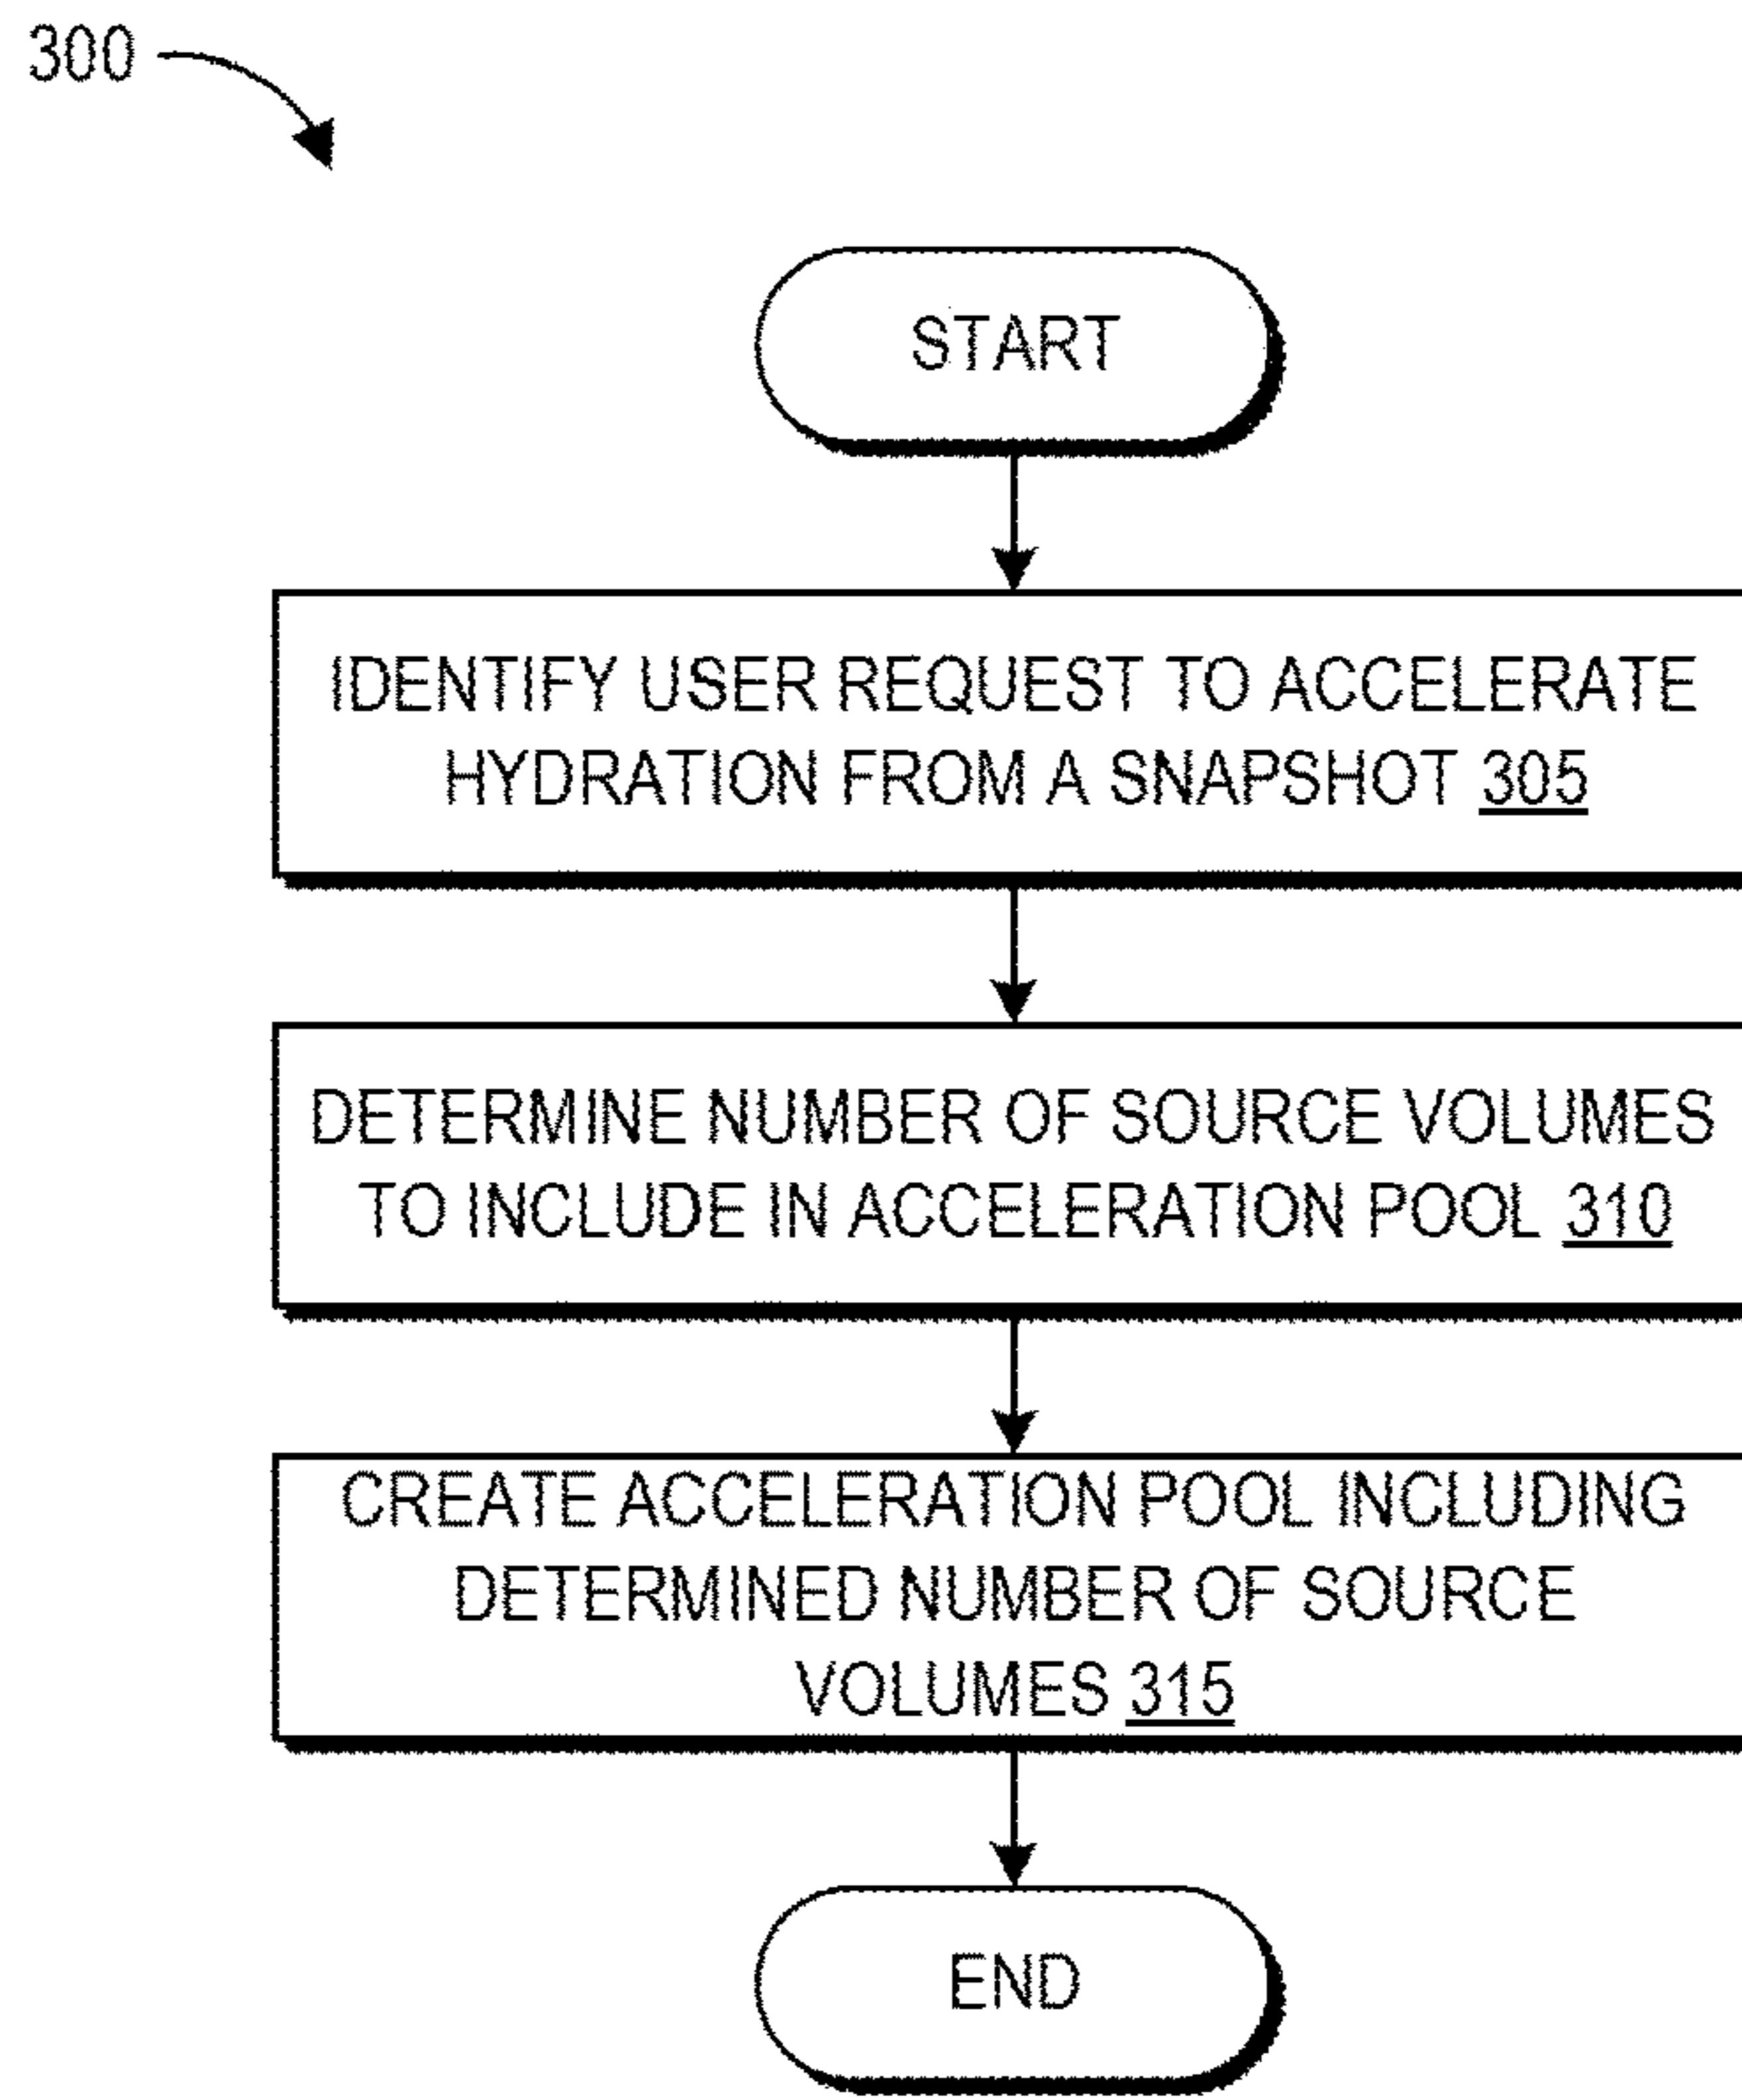 300
START
IDENTIFY USER REQUEST TO ACCELERATE
HYDRATION FROM A SNAPSHOT 305
DETERMINE NUMBER OF SOURCE VOLUMES
TO INCLUDE IN ACCELERATION POOL 310
CREATE ACCELERATION POOL INCLUDING
DETERMINED NUMBER OF SOURCE
VOLUMES 315
END